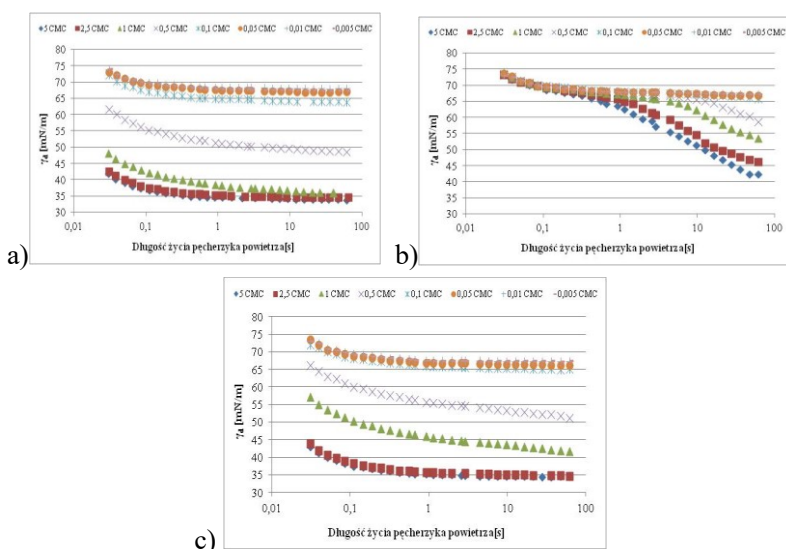 ◆5 CMC ■2,5 CMC ▲1 CMC ×0,5 CMC ж0,1 CMC ●0,05 CMC +0,01 CMC -0,005 CMC
80
75
70
65
60
55
50
45
40
35
30
γd [mN/m]
0,01 0,1 1 10 100
Długość życia pęcherzyka powietrza[s]
a)
◆5 CMC ■2,5 CMC ▲1 CMC ×0,5 CMC ж0,1 CMC ●0,05 CMC +0,01 CMC -0,005 CMC
80
75
70
65
60
55
50
45
40
35
30
γd [mN/m]
0,01 0,1 1 10 100
Długość życia pęcherzyka powietrza[s]
b)
◆5 CMC ■2,5 CMC ▲1 CMC ×0,5 CMC ж0,1 CMC ●0,05 CMC +0,01 CMC -0,005 CMC
80
75
70
65
60
55
50
45
40
35
30
γd [mN/m]
0,01 0,1 1 10 100
Długość życia pęcherzyka powietrza[s]
c)